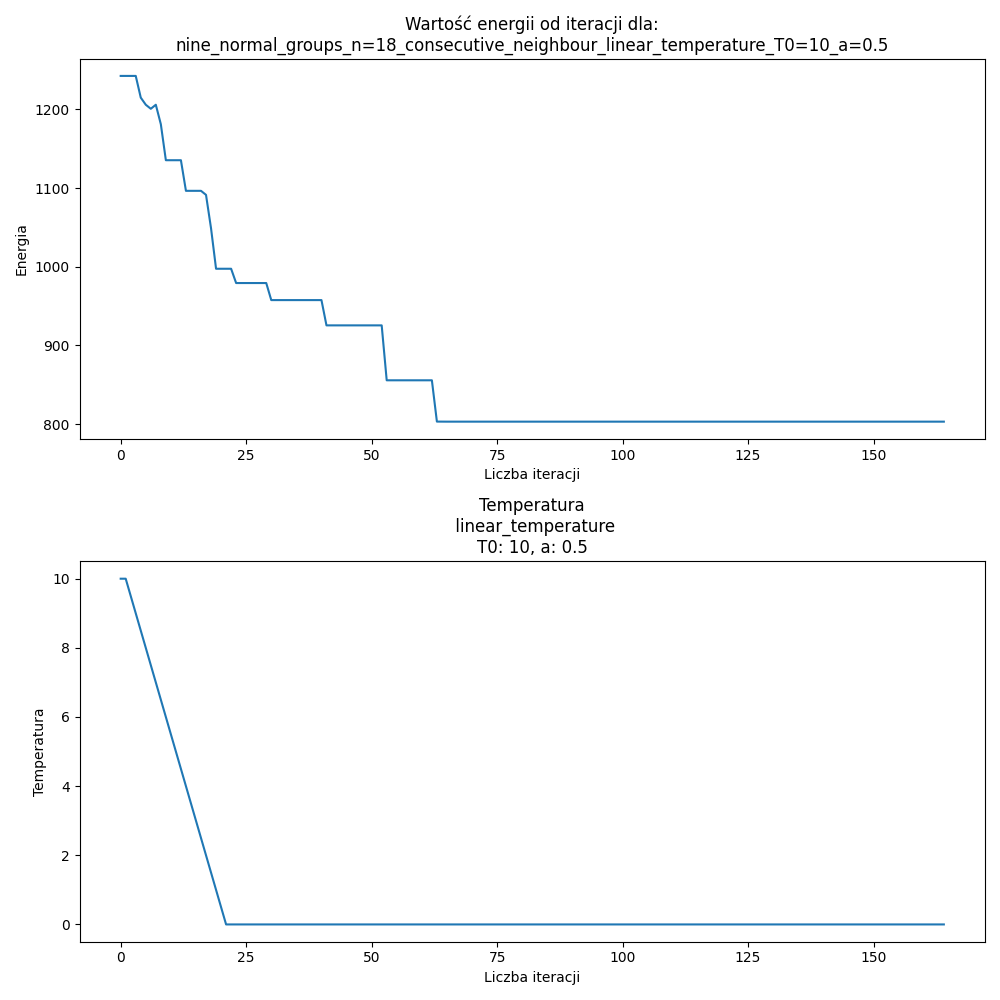 Wartość energii od iteracji dla:
nine_normal_groups_n=18_consecutive_neighbour_linear_temperature_T0=10_a=0.5
1200
1100
1000
900
800
Energia
0 25 50 75 100 125 150
Liczba iteracji
Temperatura
linear_temperature
T0: 10, a: 0.5
10
8
6
4
2
0
Temperatura
0 25 50 75 100 125 150
Liczba iteracji